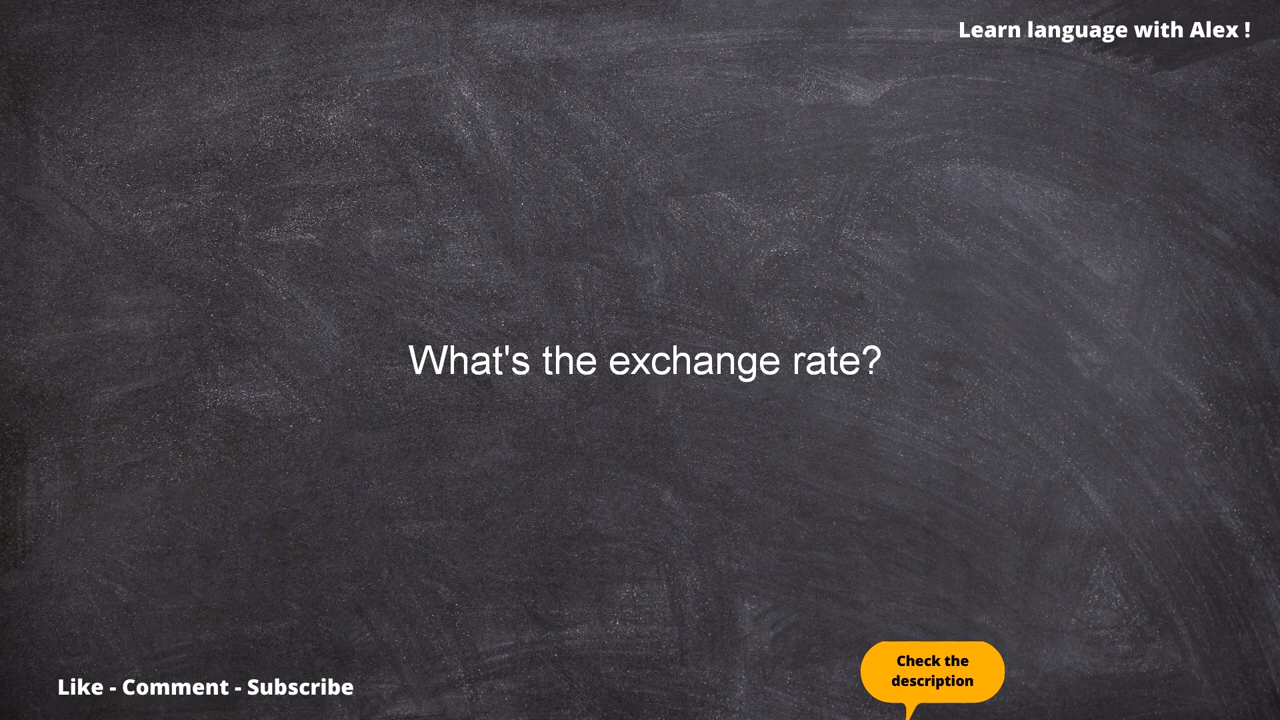 Learn language with Alex !
What's the exchange rate?
Check the
description
Like - Comment - Subscribe